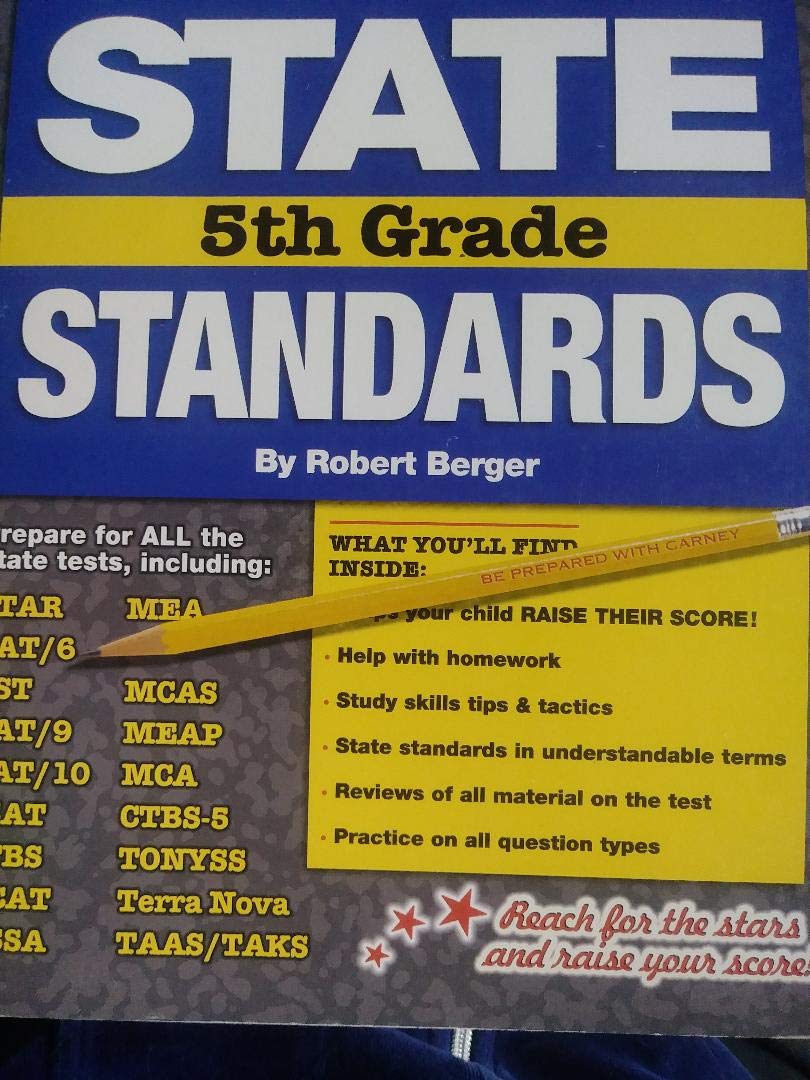 STATE
5th Grade
STANDARDS
By Robert Berger
repare for ALL the
tate tests, including:
TAR
AT/6
ST
AT/9
AT/10
AT
BS
CAT
SSA
MEA
MCAS
MEAP
MCA
CTBS-5
TONYSS
Terra Nova
TAAS/TAKS
WHAT YOU'LL FIND
INSIDE:
BE PREPARED WITH CARNEY
your child RAISE THEIR SCORE!
· Help with homework
· Study skills tips & tactics
· State standards in understandable terms
· Reviews of all material on the test
· Practice on all question types
Reach for the stars
and raise your score!